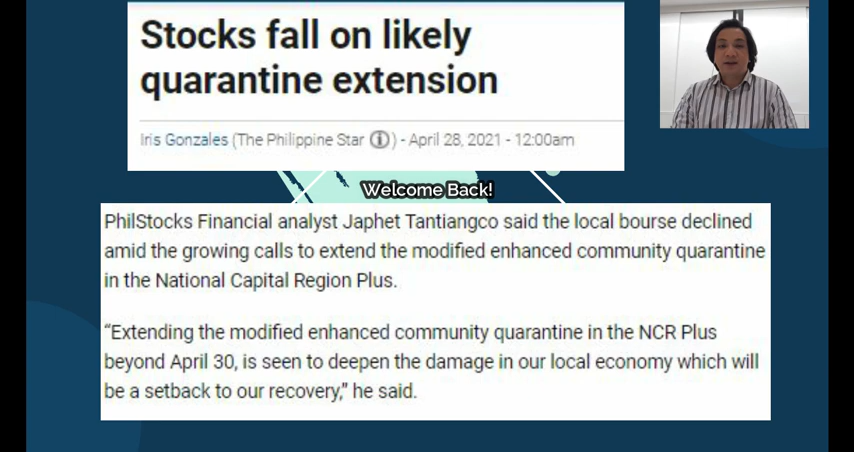 Stocks fall on likely
quarantine extension
Iris Gonzales (The Philippine Star ) - April 28, 2021 - 12:00am
Welcome Back!
PhilStocks Financial analyst Japhet Tantiangco said the local bourse declined
amid the growing calls to extend the modified enhanced community quarantine
in the National Capital Region Plus.
“Extending the modified enhanced community quarantine in the NCR Plus
beyond April 30, is seen to deepen the damage in our local economy which will
be a setback to our recovery,” he said.